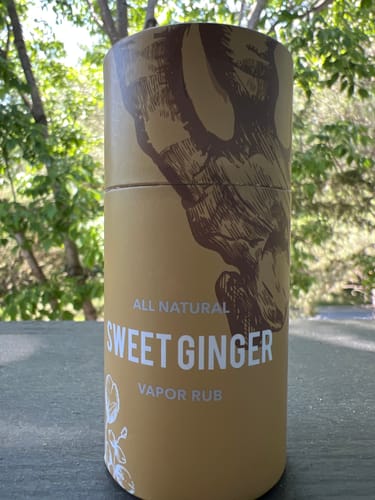 ALL NATURAL
SWEET GINGER
VAPOR RUB